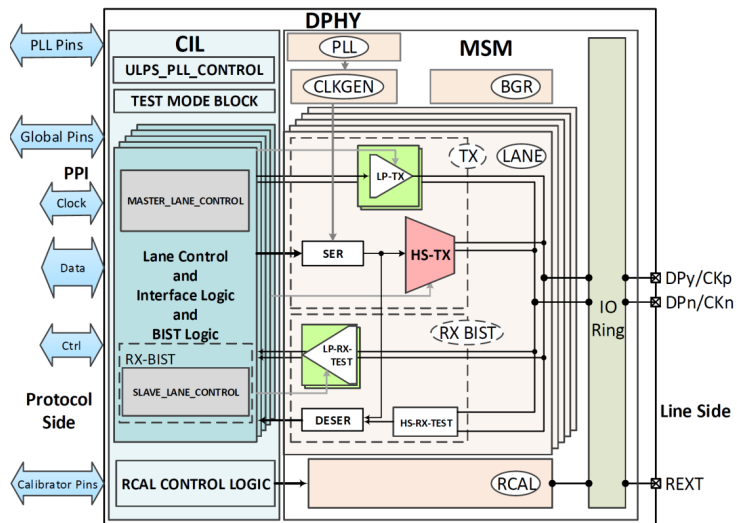 DPHY
CIL
MSM
PLL Pins
ULPS_PLL_CONTROL
PLL
TEST MODE BLOCK
CLKGEN
BGR
Global Pins
PPI
TX
LANE
LP-TX
Clock
MASTER_LANE_CONTROL
Data
Lane Control
and
Interface Logic
and
BIST Logic
SER
HS-TX
DPy/CKp
DPn/CKn
IO
Ring
Ctrl
RX-BIST
RX BIST
LP-RX-
TEST
SLAVE_LANE_CONTROL
Protocol
Side
DESER
HS-RX-TEST
Line Side
Calibrator Pins
RCAL CONTROL LOGIC
RCAL
REXT